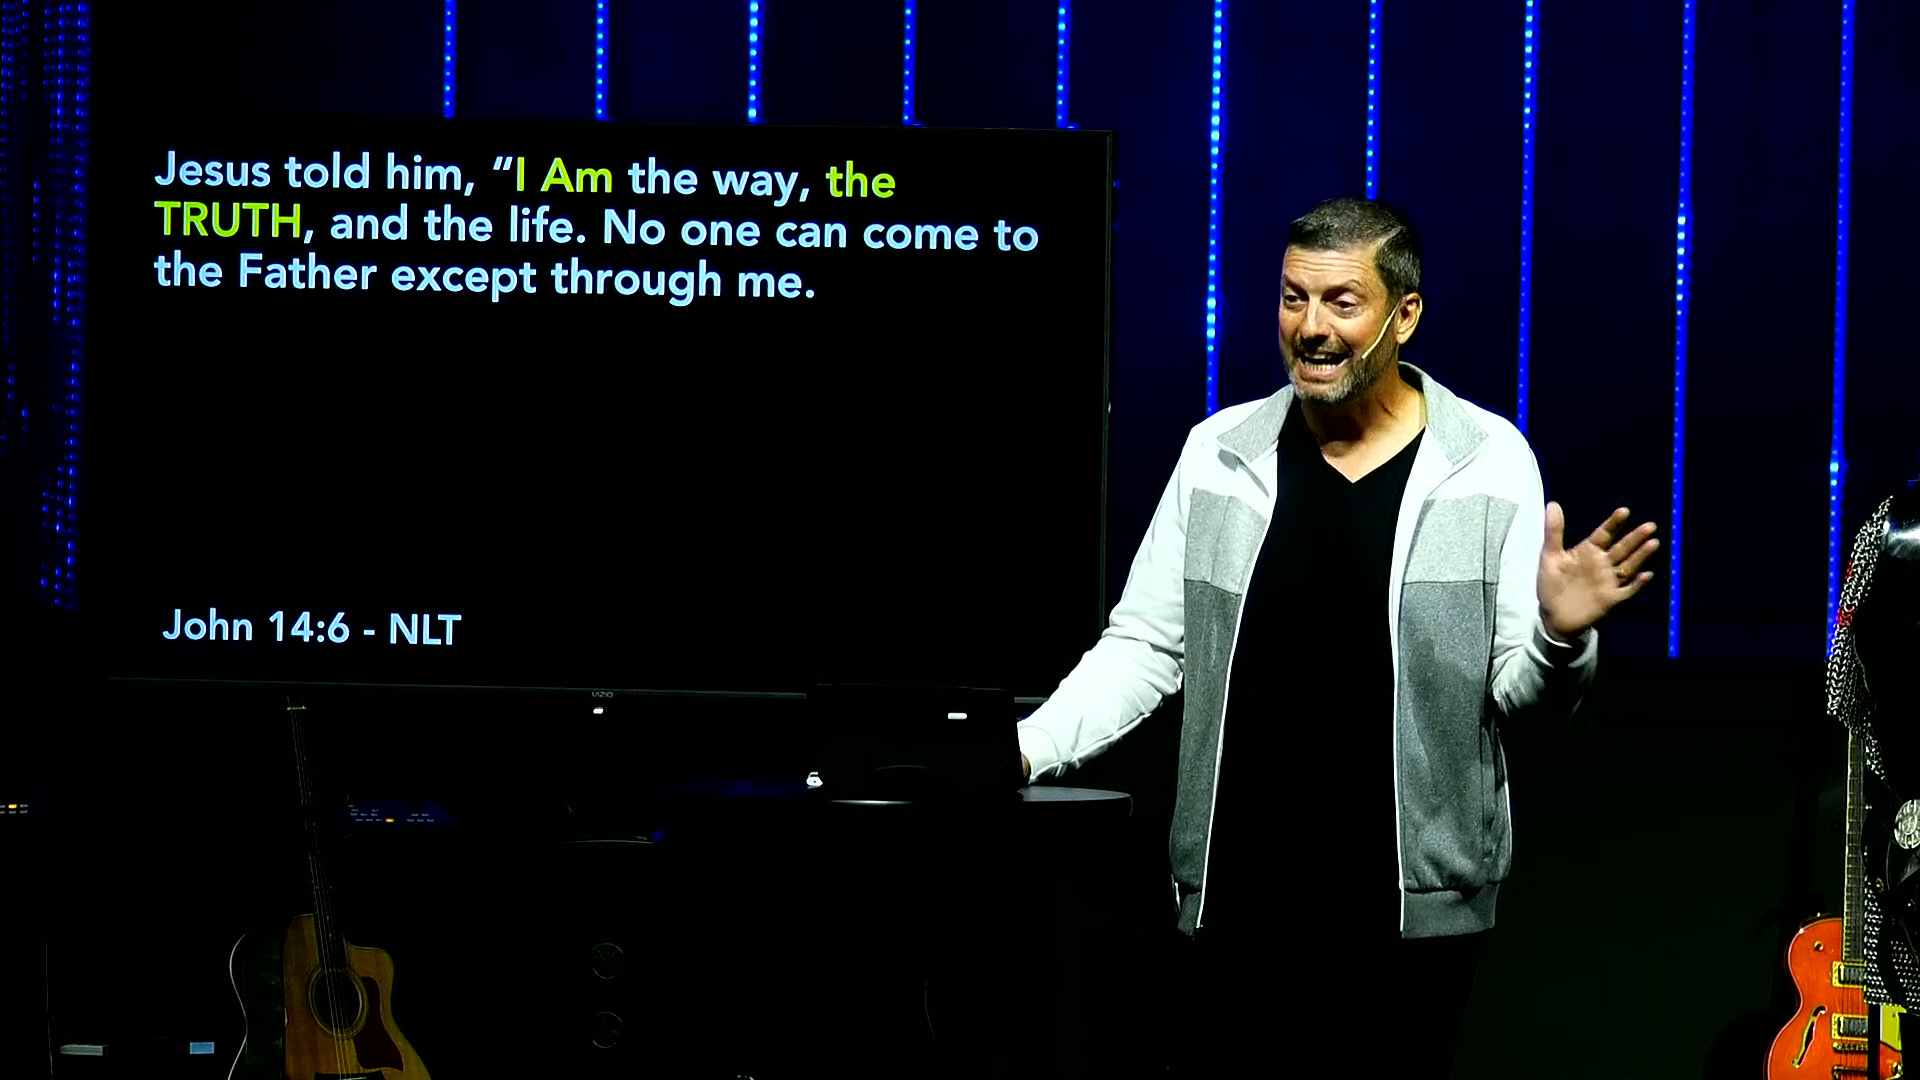 Jesus told him, “I Am the way, the
TRUTH, and the life. No one can come to
the Father except through me.
John 14:6 - NLT
VIZIO